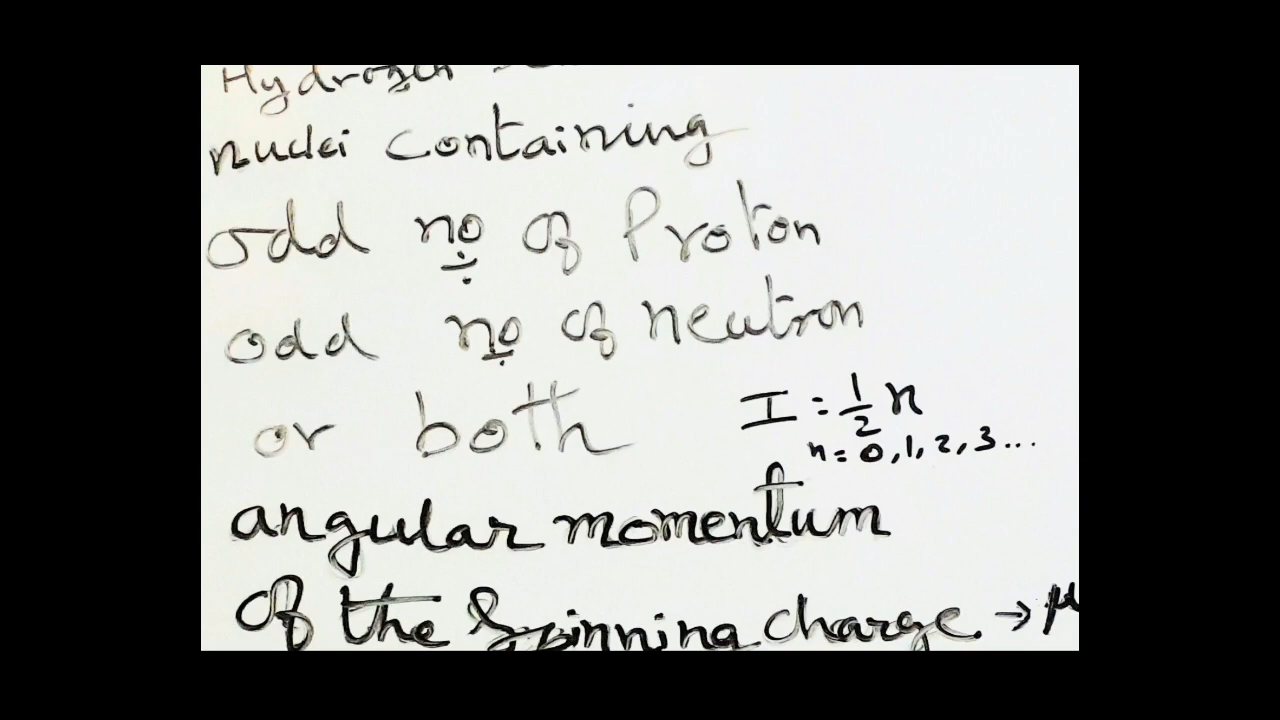 Hydrogen
nuclei containing
odd no of Proton
odd no of neutron
or both
I = 1/2 n
n = 0, 1, 2, 3 ...
angular momentum
of the Spinning charge → μ